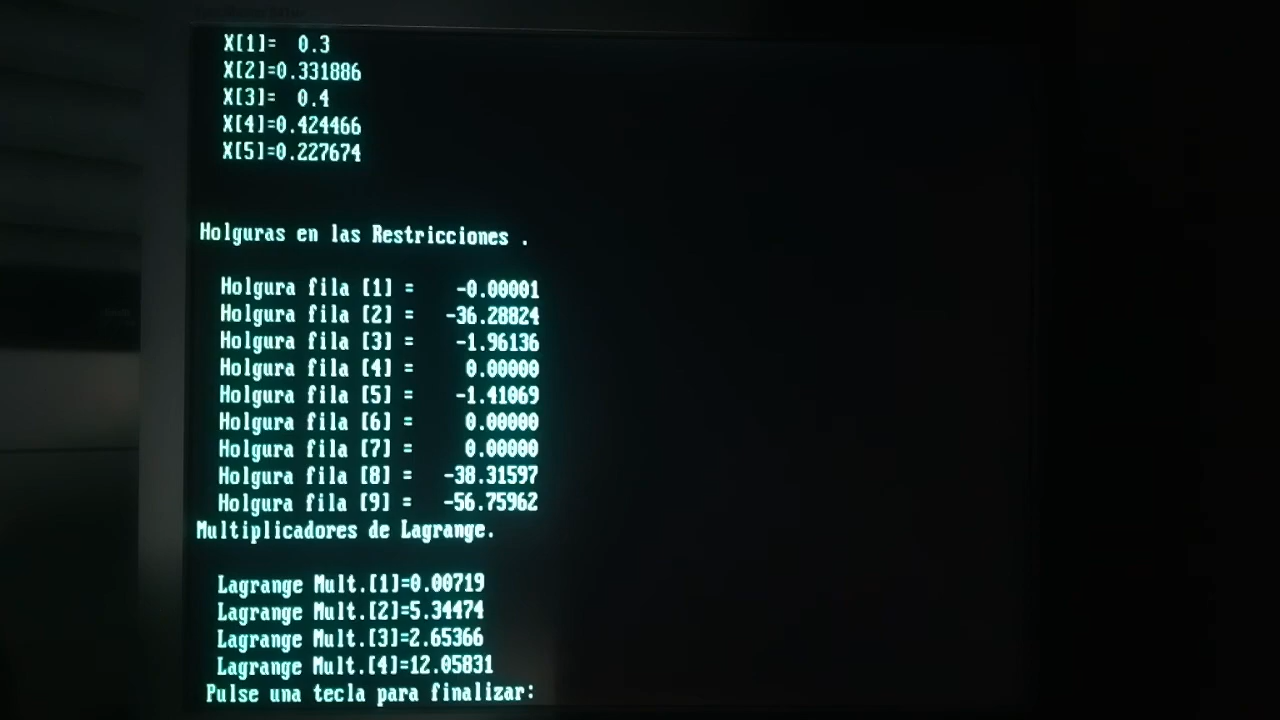 X[1]=  0.3
X[2]=0.331886
X[3]=  0.4
X[4]=0.424466
X[5]=0.227674
Holguras en las Restricciones .
Holgura fila [1] =    -0.00001
Holgura fila [2] =   -36.28824
Holgura fila [3] =    -1.96136
Holgura fila [4] =     0.00000
Holgura fila [5] =    -1.41069
Holgura fila [6] =     0.00000
Holgura fila [7] =     0.00000
Holgura fila [8] =   -38.31597
Holgura fila [9] =   -56.75962
Multiplicadores de Lagrange.
Lagrange Mult.[1]=0.00719
Lagrange Mult.[2]=5.34474
Lagrange Mult.[3]=2.65366
Lagrange Mult.[4]=12.05831
Pulse una tecla para finalizar: